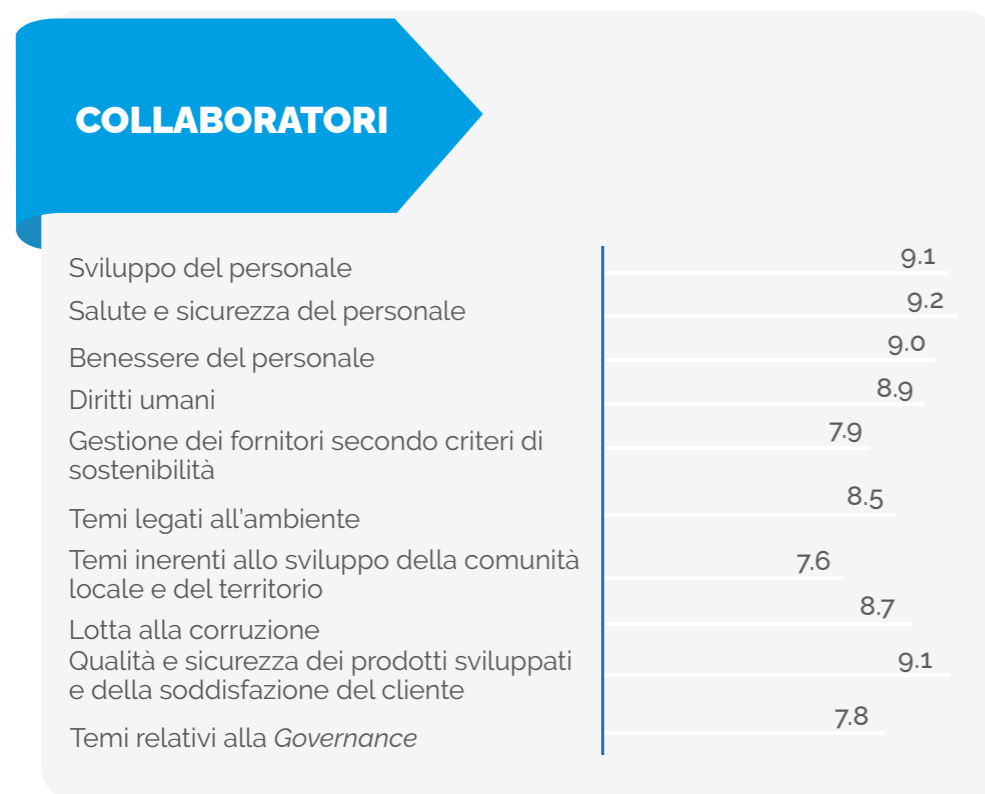 COLLABORATORI
Sviluppo del personale
9.1
Salute e sicurezza del personale
9.2
Benessere del personale
9.0
Diritti umani
8.9
Gestione dei fornitori secondo criteri di
sostenibilità
7.9
Temi legati all'ambiente
8.5
Temi inerenti allo sviluppo della comunità
locale e del territorio
7.6
Lotta alla corruzione
8.7
Qualità e sicurezza dei prodotti sviluppati
e della soddisfazione del cliente
9.1
Temi relativi alla Governance
7.8